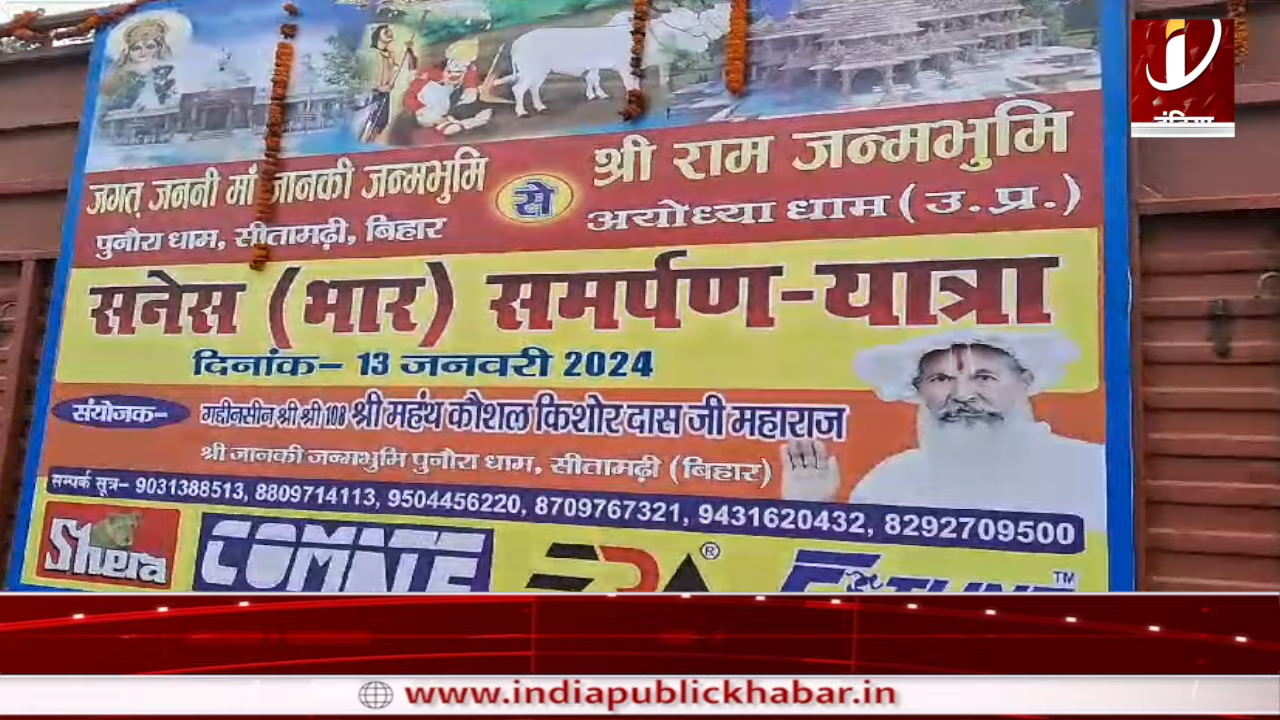 जगत् जननी माँ जानकी जन्मभुमि
पुनौरा धाम, सीतामढ़ी, बिहार
से
श्री राम जन्मभुमि
अयोध्या धाम (उ.प्र.)
सनेस (भार) समर्पण-यात्रा
दिनांक- 13 जनवरी 2024
संयोजक-
गद्दीनसीन श्री श्री 108 श्री महंथ कौशल किशोर दास जी महाराज
श्री जानकी जन्मभुमि पुनौरा धाम, सीतामढ़ी (बिहार)
सम्पर्क सूत्र- 9031388513, 8809714113, 9504456220, 8709767321, 9431620432, 8292709500
Shera
COMATE
®
TM
www.indiapublickhabar.in